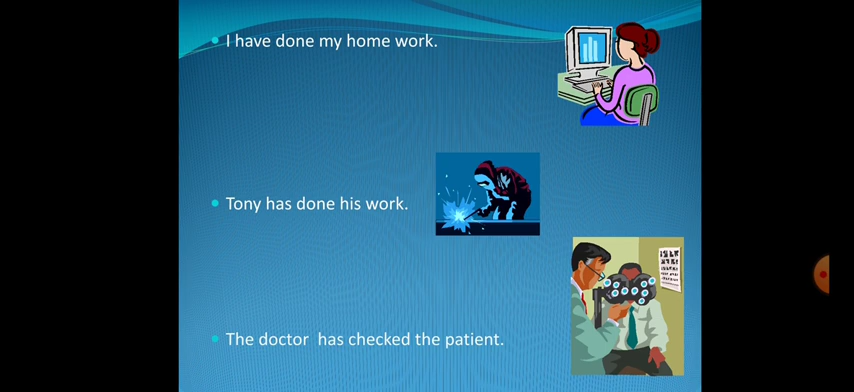 I have done my home work.
Tony has done his work.
The doctor has checked the patient.